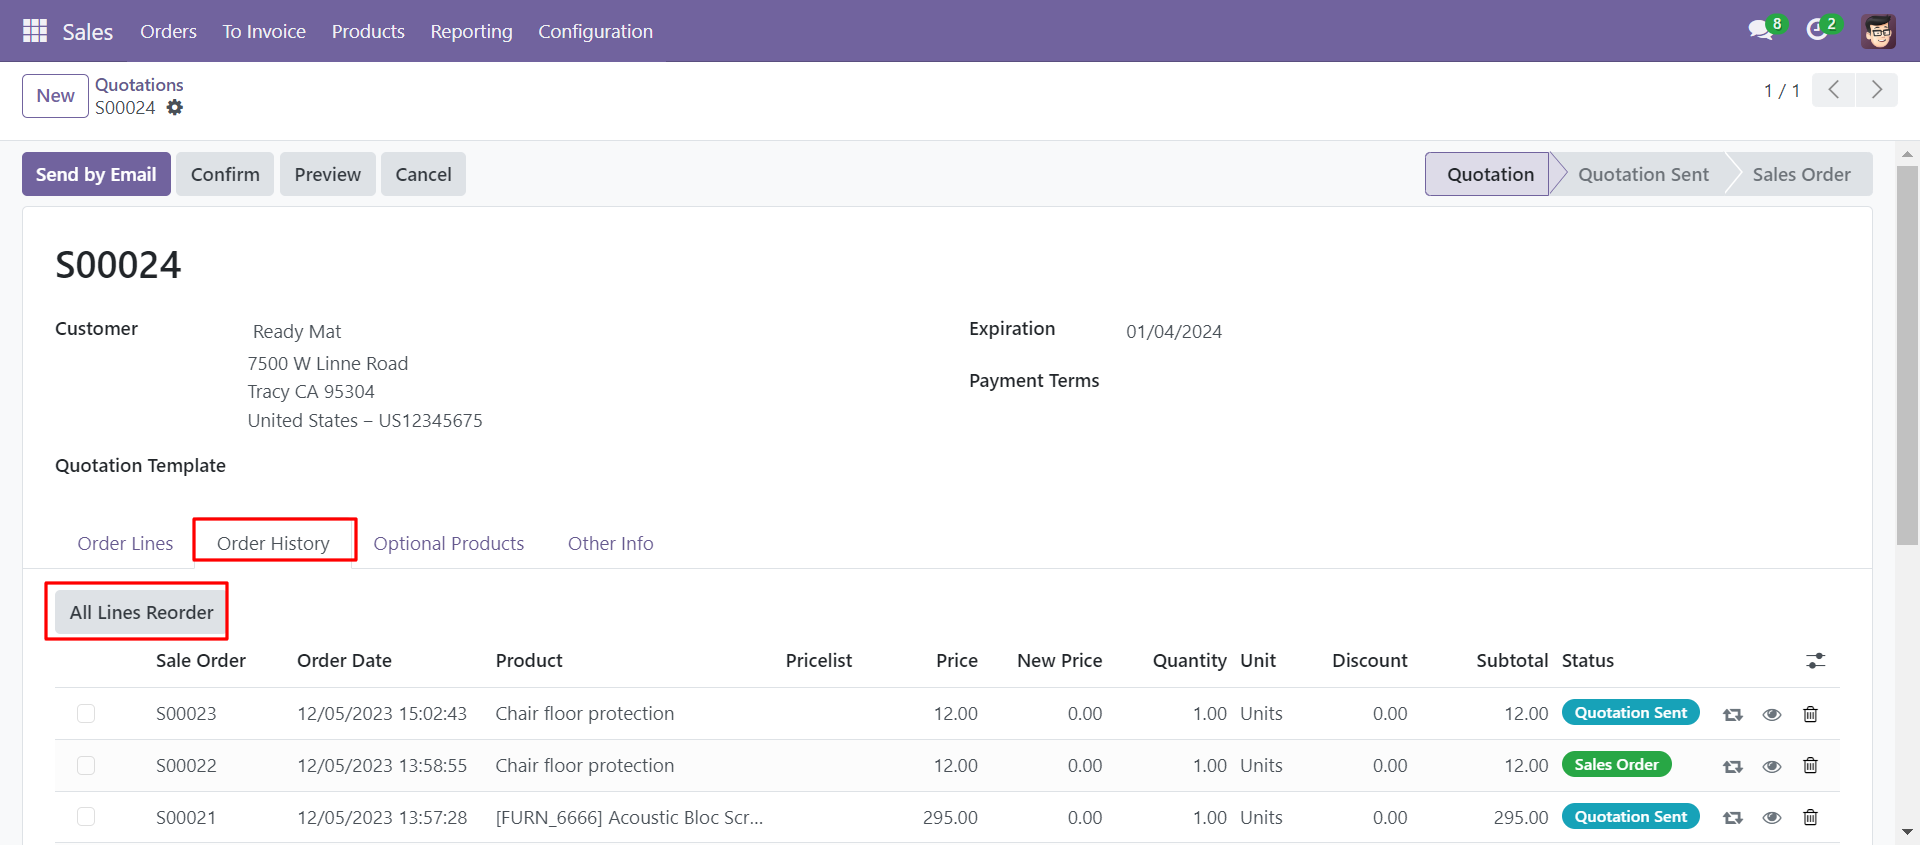 Sales Orders To Invoice Products Reporting Configuration 8 2
New Quotations 1 / 1
S00024
Send by Email Confirm Preview Cancel Quotation Quotation Sent Sales Order
S00024
Customer Ready Mat Expiration 01/04/2024
7500 W Linne Road
Tracy CA 95304 Payment Terms
United States – US12345675
Quotation Template
Order Lines Order History Optional Products Other Info
All Lines Reorder
Sale Order Order Date Product Pricelist Price New Price Quantity Unit Discount Subtotal Status
S00023 12/05/2023 15:02:43 Chair floor protection 12.00 0.00 1.00 Units 0.00 12.00 Quotation Sent
S00022 12/05/2023 13:58:55 Chair floor protection 12.00 0.00 1.00 Units 0.00 12.00 Sales Order
S00021 12/05/2023 13:57:28 [FURN_6666] Acoustic Bloc Scr... 295.00 0.00 1.00 Units 0.00 295.00 Quotation Sent